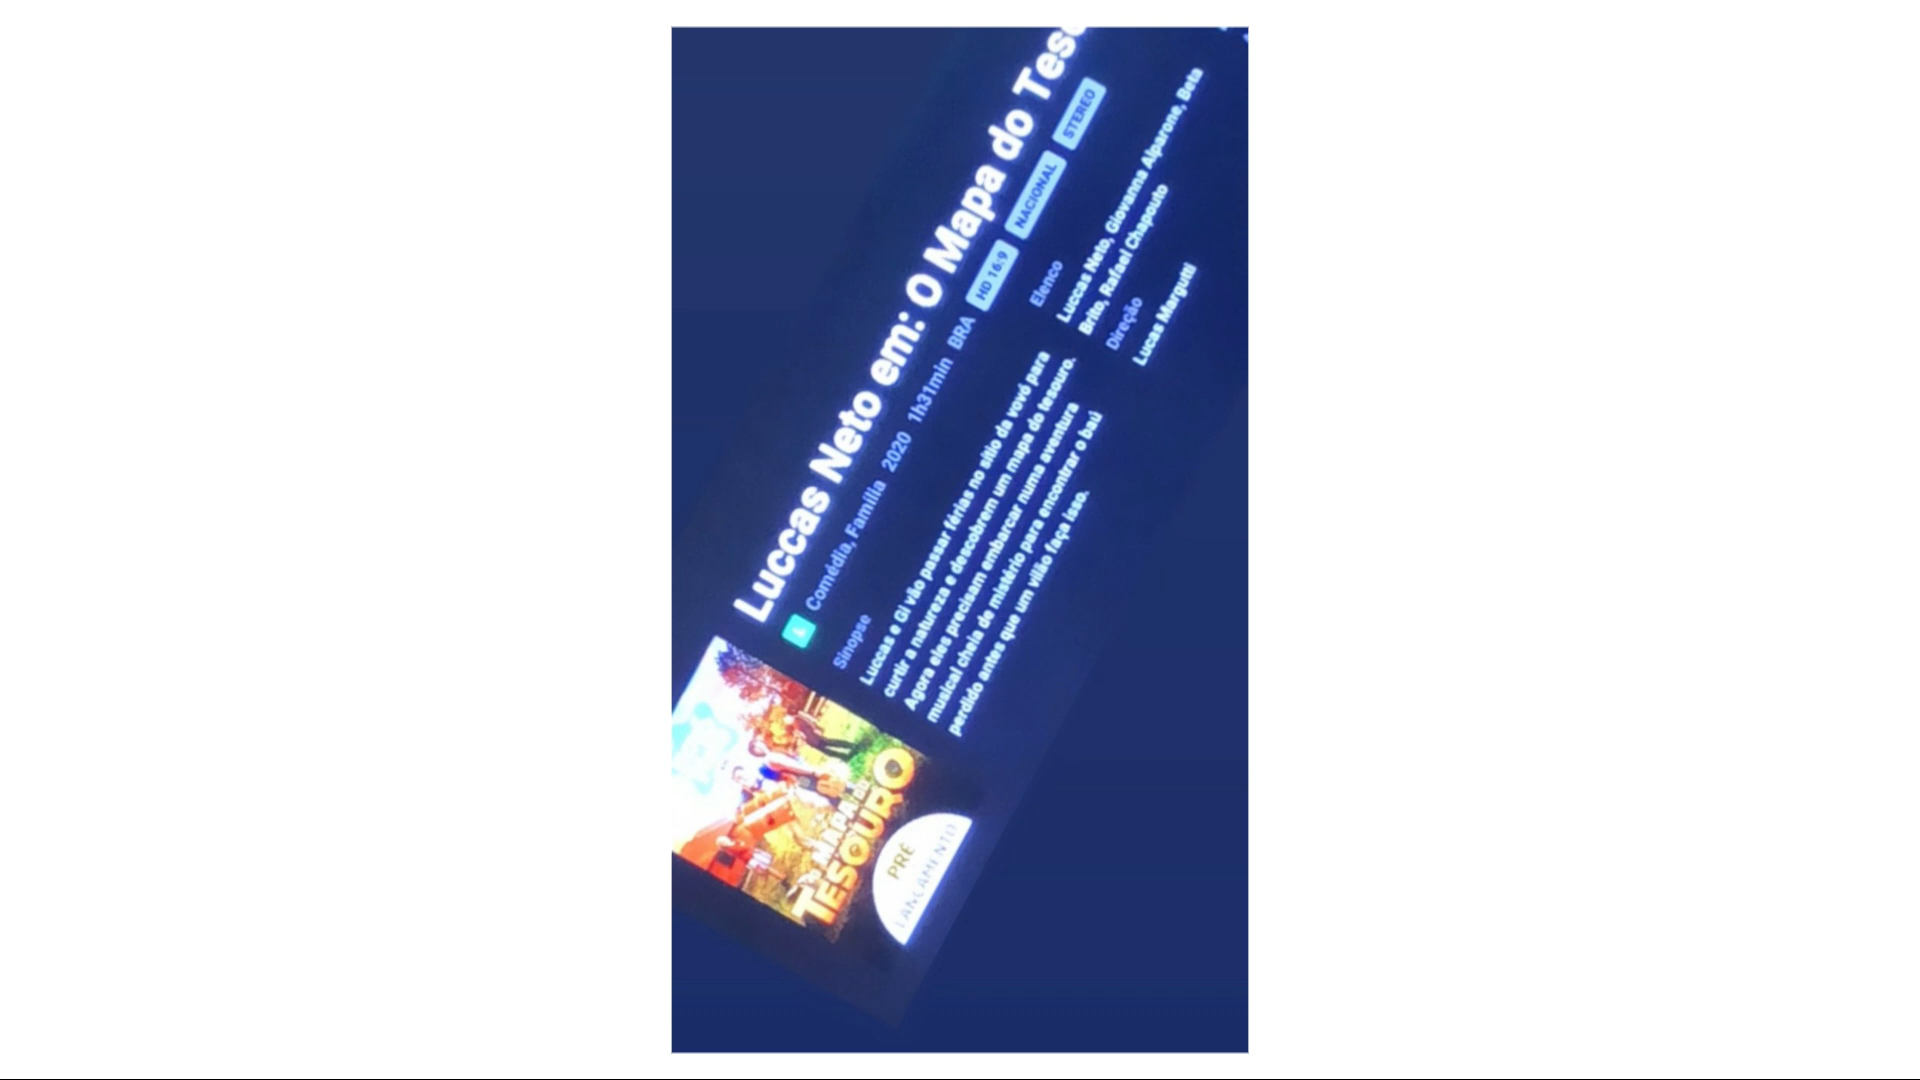 Luccas Neto em: O Mapa do Teso
L Comédia, Família 2020 1h31min BRA HD 16:9 NACIONAL STEREO
Sinopse
Luccas e Gi vão passar férias no sítio da vovó para
curtir a natureza e descobrem um mapa do tesouro.
Agora eles precisam embarcar numa aventura
musical cheia de mistério para encontrar o baú
perdido antes que um vilão faça isso.
Elenco
Luccas Neto, Giovanna Alparone, Beta
Brito, Rafael Chapouto
Direção
Lucas Margutti
MAPA DO
TESOURO
PRÉ
LANÇAMENTO